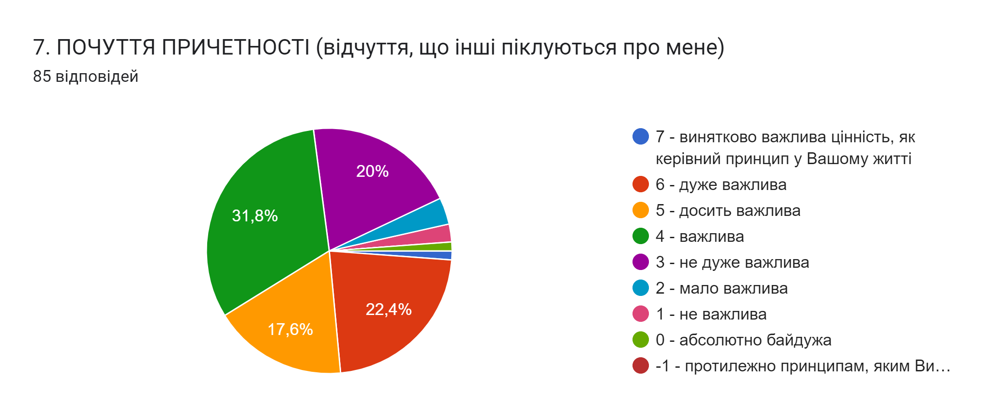 7. ПОЧУТТЯ ПРИЧЕТНОСТІ (відчуття, що інші піклуються про мене)
85 відповідей
20%
31,8%
22,4%
17,6%
7 - винятково важлива цінність, як
керівний принцип у Вашому житті
6 - дуже важлива
5 - досить важлива
4 - важлива
3 - не дуже важлива
2 - мало важлива
1 - не важлива
0 - абсолютно байдужа
-1 - протилежно принципам, яким Ви…